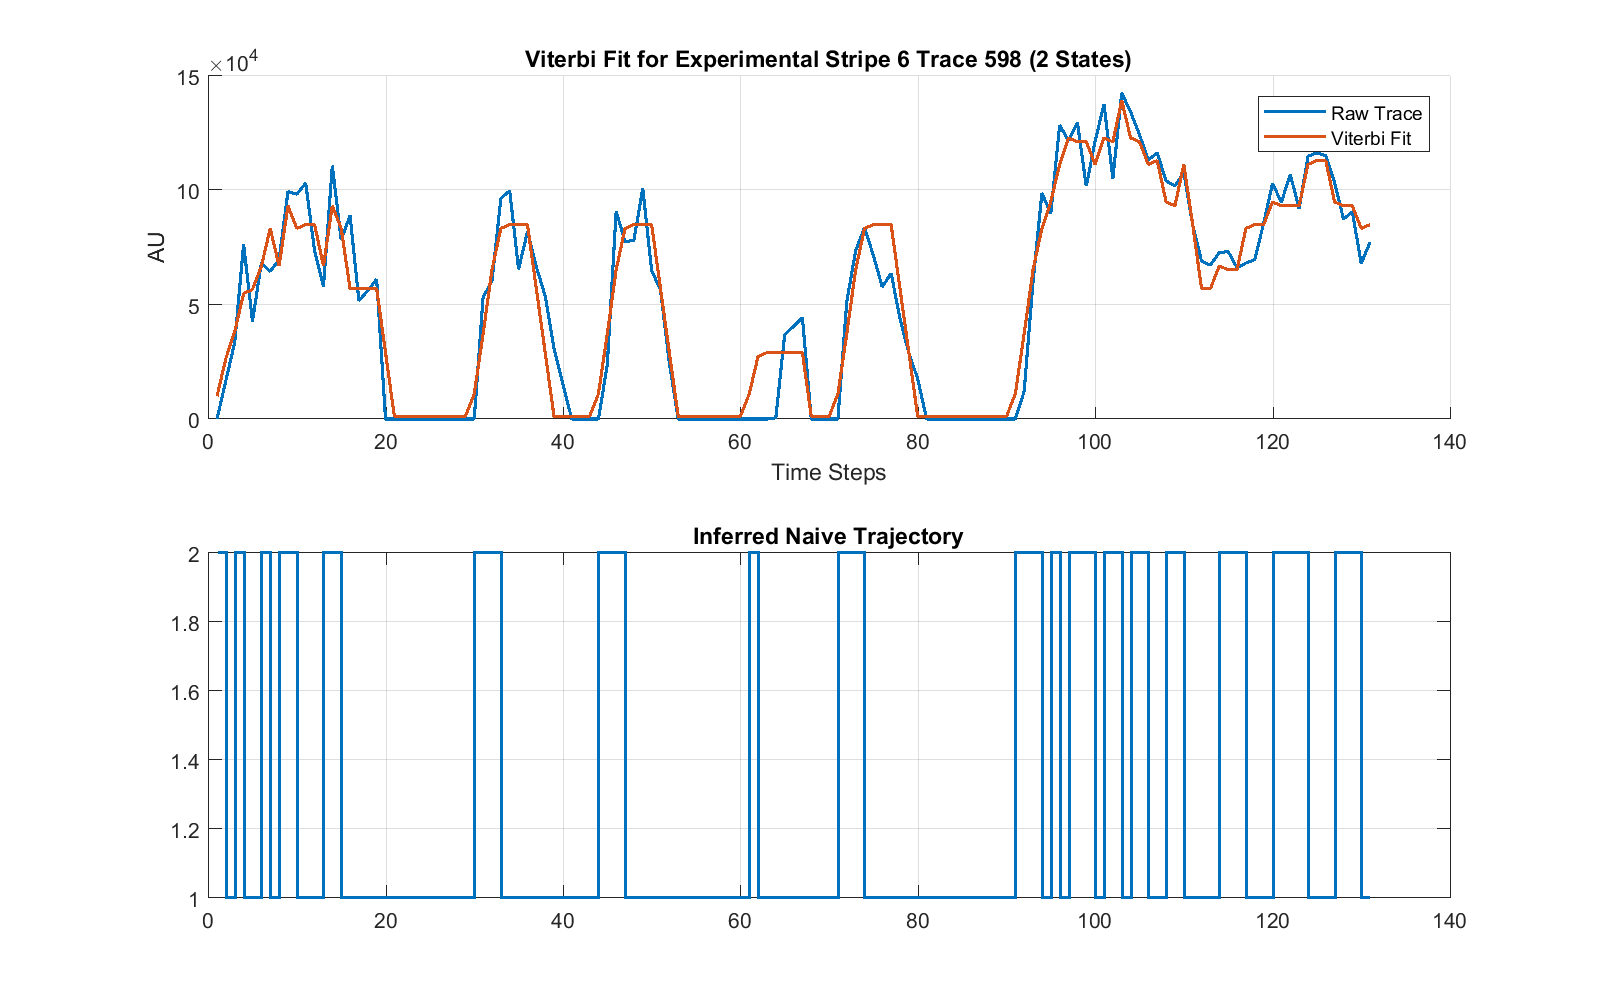 Viterbi Fit for Experimental Stripe 6 Trace 598 (2 States)
×10⁴
15
10
5
0
AU
Raw Trace
Viterbi Fit
0 20 40 60 80 100 120 140
Time Steps
Inferred Naive Trajectory
2
1.8
1.6
1.4
1.2
1
0 20 40 60 80 100 120 140